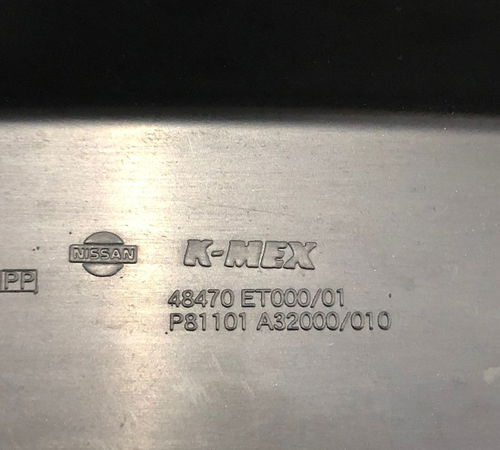 NISSAN K-MEX
PP
48470 ET000/01
P81101 A32000/010